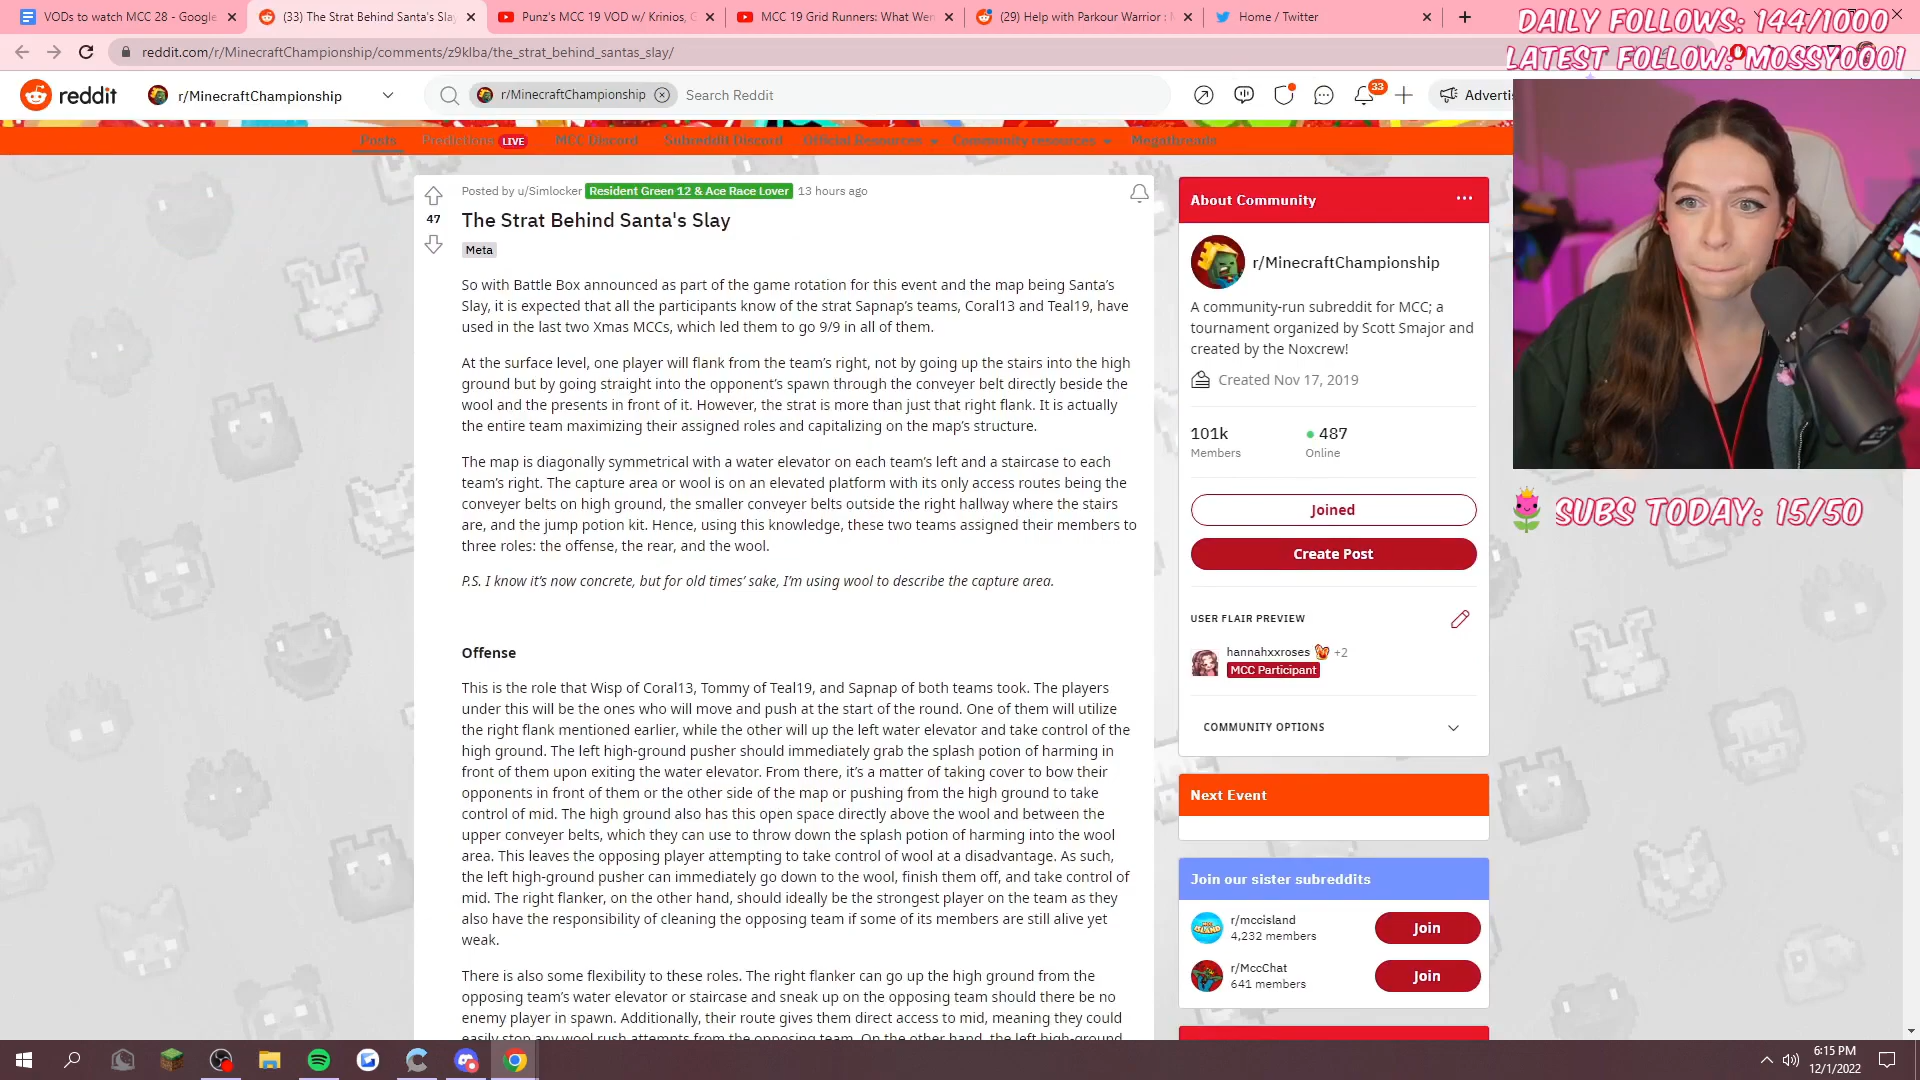 VODs to watch MCC 28 - Google
(33) The Strat Behind Santa's Slay
Punz's MCC 19 VOD w/ Krinios, G
MCC 19 Grid Runners: What Wen
(29) Help with Parkour Warrior : M
Home / Twitter
DAILY FOLLOWS: 144/1000
reddit.com/r/MinecraftChampionship/comments/z9klba/the_strat_behind_santas_slay/
LATEST FOLLOW: MOSSY0001
reddit
r/MinecraftChampionship
r/MinecraftChampionship
Search Reddit
33
Adverti
Posts
Predictions LIVE
MCC Discord
Subreddit Discord
Official Resources
Community resources
Megathreads
Posted by u/Simlocker Resident Green 12 & Ace Race Lover 13 hours ago
47
The Strat Behind Santa's Slay
Meta
So with Battle Box announced as part of the game rotation for this event and the map being Santa's
Slay, it is expected that all the participants know of the strat Sapnap's teams, Coral13 and Teal19, have
used in the last two Xmas MCCs, which led them to go 9/9 in all of them.
At the surface level, one player will flank from the team's right, not by going up the stairs into the high
ground but by going straight into the opponent's spawn through the conveyer belt directly beside the
wool and the presents in front of it. However, the strat is more than just that right flank. It is actually
the entire team maximizing their assigned roles and capitalizing on the map's structure.
The map is diagonally symmetrical with a water elevator on each team's left and a staircase to each
team's right. The capture area or wool is on an elevated platform with its only access routes being the
conveyer belts on high ground, the smaller conveyer belts outside the right hallway where the stairs
are, and the jump potion kit. Hence, using this knowledge, these two teams assigned their members to
three roles: the offense, the rear, and the wool.
P.S. I know it's now concrete, but for old times' sake, I'm using wool to describe the capture area.
Offense
This is the role that Wisp of Coral13, Tommy of Teal19, and Sapnap of both teams took. The players
under this will be the ones who will move and push at the start of the round. One of them will utilize
the right flank mentioned earlier, while the other will up the left water elevator and take control of the
high ground. The left high-ground pusher should immediately grab the splash potion of harming in
front of them upon exiting the water elevator. From there, it's a matter of taking cover to bow their
opponents in front of them or the other side of the map or pushing from the high ground to take
control of mid. The high ground also has this open space directly above the wool and between the
upper conveyer belts, which they can use to throw down the splash potion of harming into the wool
area. This leaves the opposing player attempting to take control of wool at a disadvantage. As such,
the left high-ground pusher can immediately go down to the wool, finish them off, and take control of
mid. The right flanker, on the other hand, should ideally be the strongest player on the team as they
also have the responsibility of cleaning the opposing team if some of its members are still alive yet
weak.
There is also some flexibility to these roles. The right flanker can go up the high ground from the
opposing team's water elevator or staircase and sneak up on the opposing team should there be no
enemy player in spawn. Additionally, their route gives them direct access to mid, meaning they could
easily stop any wool rush attempts from the opposing team. On the other hand, the left high-ground
About Community
r/MinecraftChampionship
A community-run subreddit for MCC; a
tournament organized by Scott Smajor and
created by the Noxcrew!
Created Nov 17, 2019
101k
Members
487
Online
Joined
Create Post
USER FLAIR PREVIEW
hannahxxroses +2
MCC Participant
COMMUNITY OPTIONS
Next Event
Join our sister subreddits
r/mccisland
4,232 members
Join
r/MccChat
641 members
Join
SUBS TODAY: 15/50
6:15 PM
12/1/2022